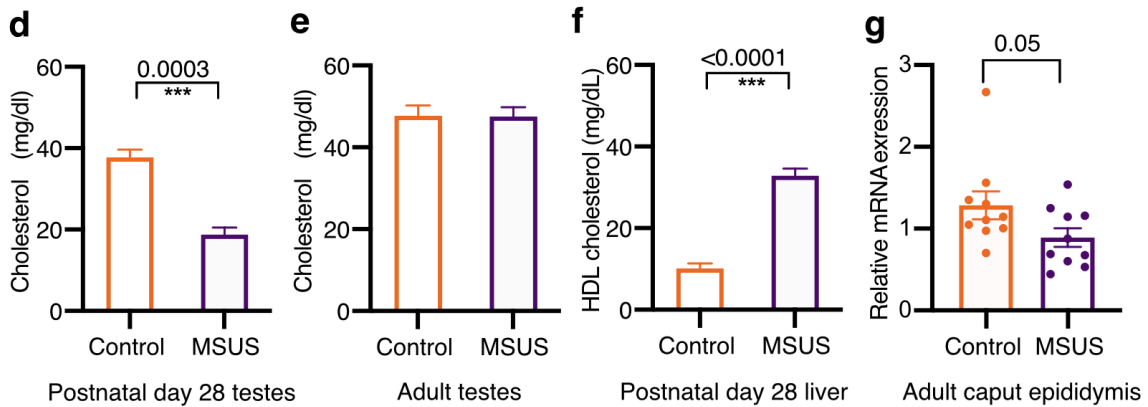 d
0.0003
***
60
40
20
0
Cholesterol (mg/dl)
Control MSUS
Postnatal day 28 testes
e
60
40
20
0
Cholesterol (mg/dl)
Control MSUS
Adult testes
f
<0.0001
***
60
40
20
0
HDL cholesterol (mg/dL)
Control MSUS
Postnatal day 28 liver
g
0.05
3
2
1
0
Relative mRNA exression
Control MSUS
Adult caput epididymis